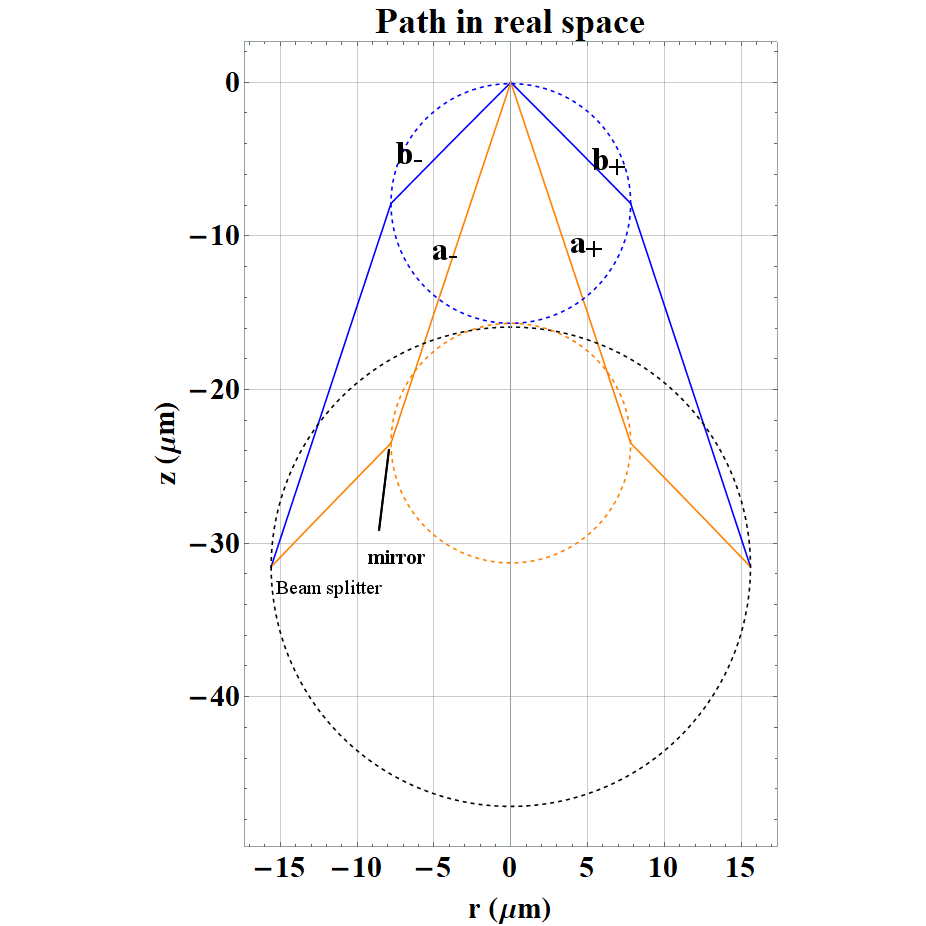 Path in real space
0
b-
b+
a-
a+
−10
−20
z (μm)
mirror
−30
Beam splitter
−40
−15 −10 −5 0 5 10 15
r (μm)